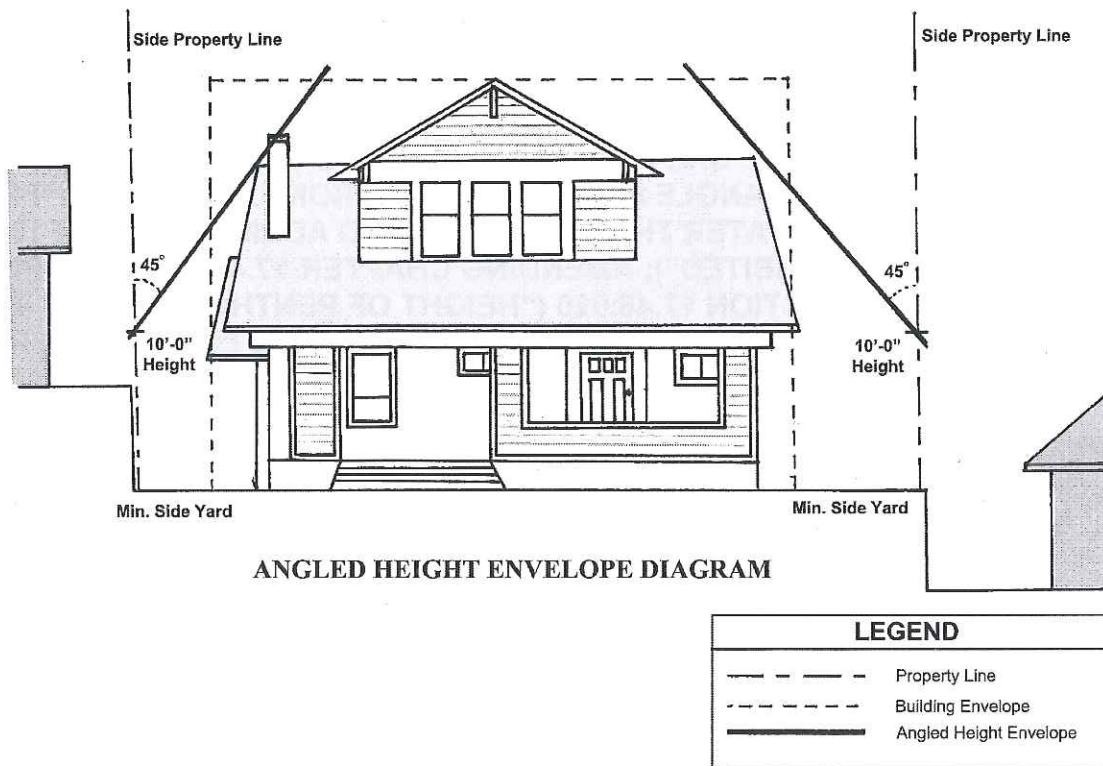 Side Property Line
Side Property Line
45°
45°
10'-0"
Height
10'-0"
Height
Min. Side Yard
Min. Side Yard
ANGLED HEIGHT ENVELOPE DIAGRAM
LEGEND
Property Line
Building Envelope
Angled Height Envelope